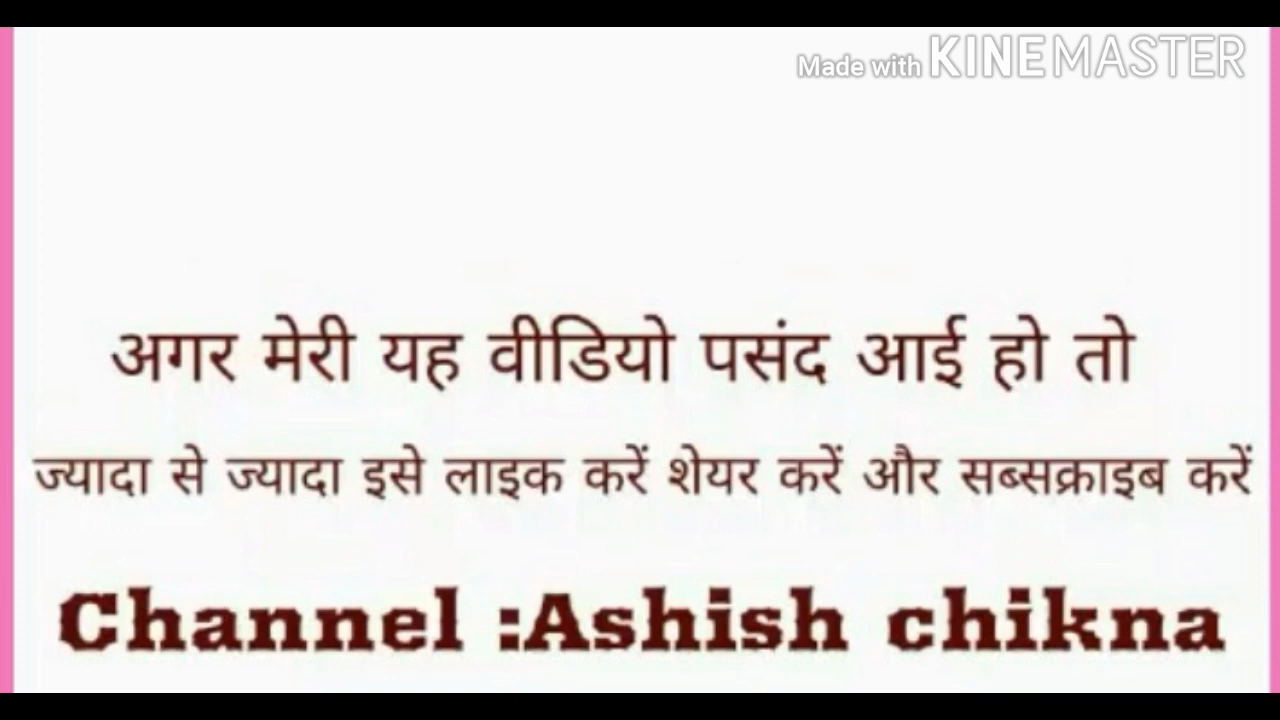 Made with KINEMASTER
अगर मेरी यह वीडियो पसंद आई हो तो
ज्यादा से ज्यादा इसे लाइक करें शेयर करें और सब्सक्राइब करें
Channel :Ashish chikna